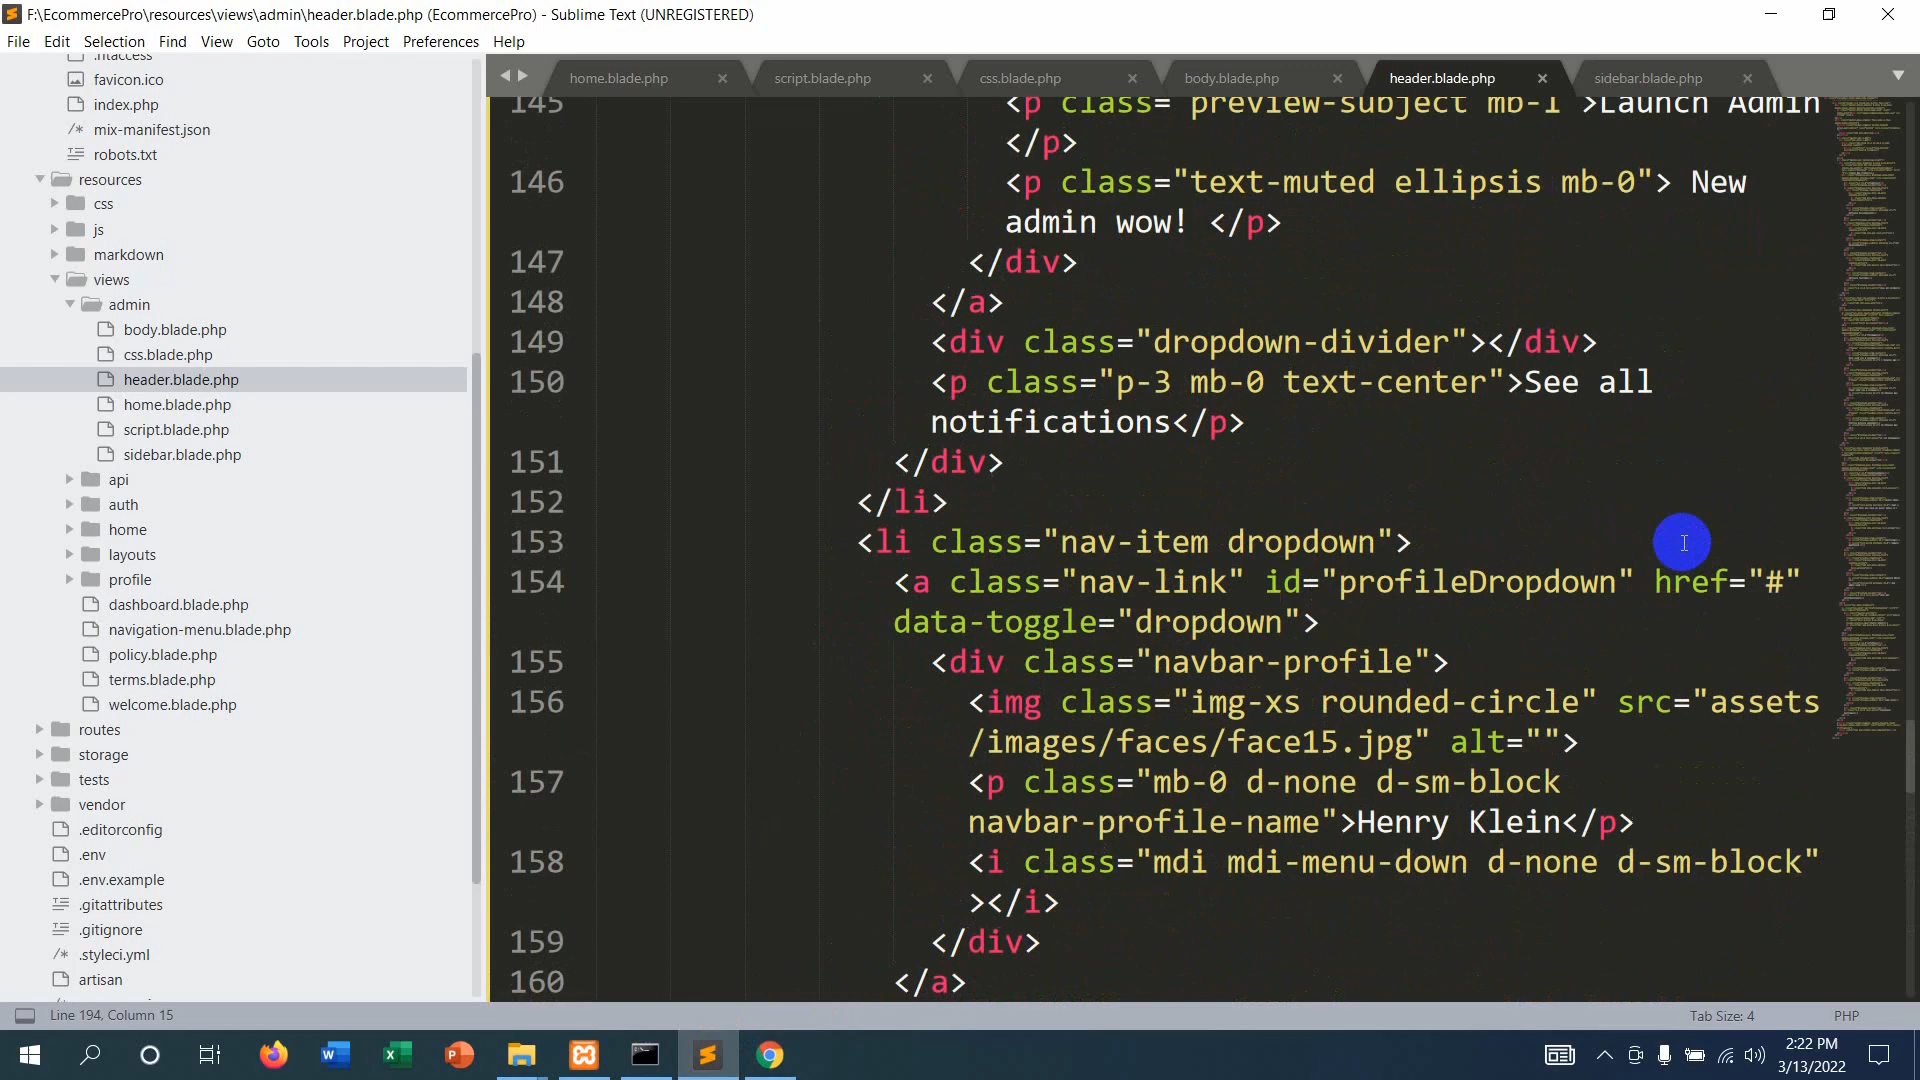 F:\EcommercePro\resources\views\admin\header.blade.php (EcommercePro) - Sublime Text (UNREGISTERED)
File Edit Selection Find View Goto Tools Project Preferences Help
.htaccess
favicon.ico
index.php
mix-manifest.json
robots.txt
resources
css
js
markdown
views
admin
body.blade.php
css.blade.php
header.blade.php
home.blade.php
script.blade.php
sidebar.blade.php
api
auth
home
layouts
profile
dashboard.blade.php
navigation-menu.blade.php
policy.blade.php
terms.blade.php
welcome.blade.php
routes
storage
tests
vendor
.editorconfig
.env
.env.example
.gitattributes
.gitignore
.styleci.yml
artisan
home.blade.php script.blade.php css.blade.php body.blade.php header.blade.php sidebar.blade.php
145 <p class="preview-subject mb-1">Launch Admin
</p>
146 <p class="text-muted ellipsis mb-0"> New
admin wow! </p>
147 </div>
148 </a>
149 <div class="dropdown-divider"></div>
150 <p class="p-3 mb-0 text-center">See all
notifications</p>
151 </div>
152 </li>
153 <li class="nav-item dropdown">
154 <a class="nav-link" id="profileDropdown" href="#"
data-toggle="dropdown">
155 <div class="navbar-profile">
156 <img class="img-xs rounded-circle" src="assets
/images/faces/face15.jpg" alt="">
157 <p class="mb-0 d-none d-sm-block
navbar-profile-name">Henry Klein</p>
158 <i class="mdi mdi-menu-down d-none d-sm-block"
></i>
159 </div>
160 </a>
Line 194, Column 15 Tab Size: 4 PHP
2:22 PM
3/13/2022